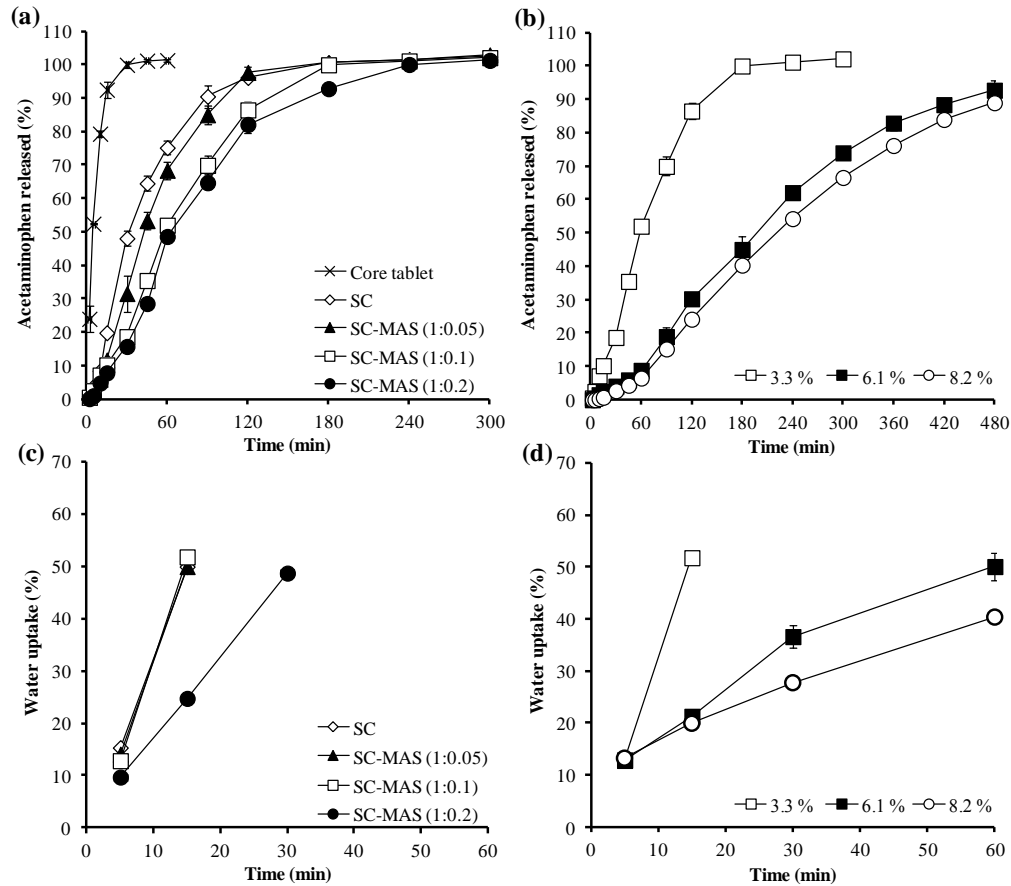 (a)
Acetaminophen released (%)
110
100
90
80
70
60
50
40
30
20
10
0
0 60 120 180 240 300
Time (min)
Core tablet
SC
SC-MAS (1:0.05)
SC-MAS (1:0.1)
SC-MAS (1:0.2)
(b)
Acetaminophen released (%)
110
100
90
80
70
60
50
40
30
20
10
0
0 60 120 180 240 300 360 420 480
Time (min)
3.3 % 6.1 % 8.2 %
(c)
Water uptake (%)
70
60
50
40
30
20
10
0
0 10 20 30 40 50 60
Time (min)
SC
SC-MAS (1:0.05)
SC-MAS (1:0.1)
SC-MAS (1:0.2)
(d)
Water uptake (%)
70
60
50
40
30
20
10
0
0 10 20 30 40 50 60
Time (min)
3.3 % 6.1 % 8.2 %